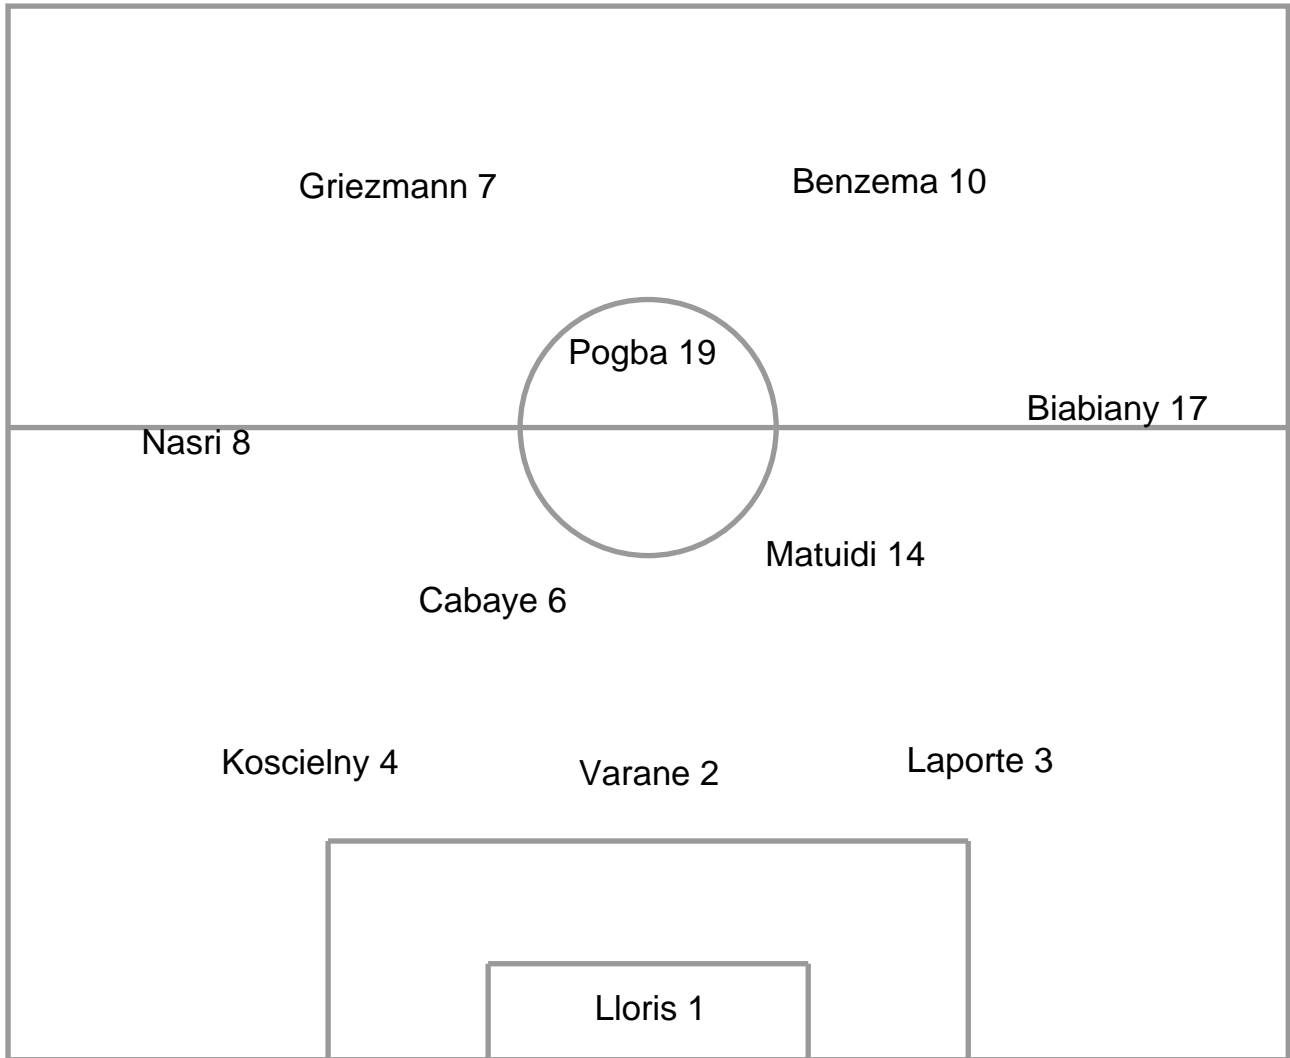 Griezmann 7
Benzema 10
Pogba 19
Biabiany 17
Nasri 8
Matuidi 14
Cabaye 6
Koscielny 4
Varane 2
Laporte 3
Lloris 1